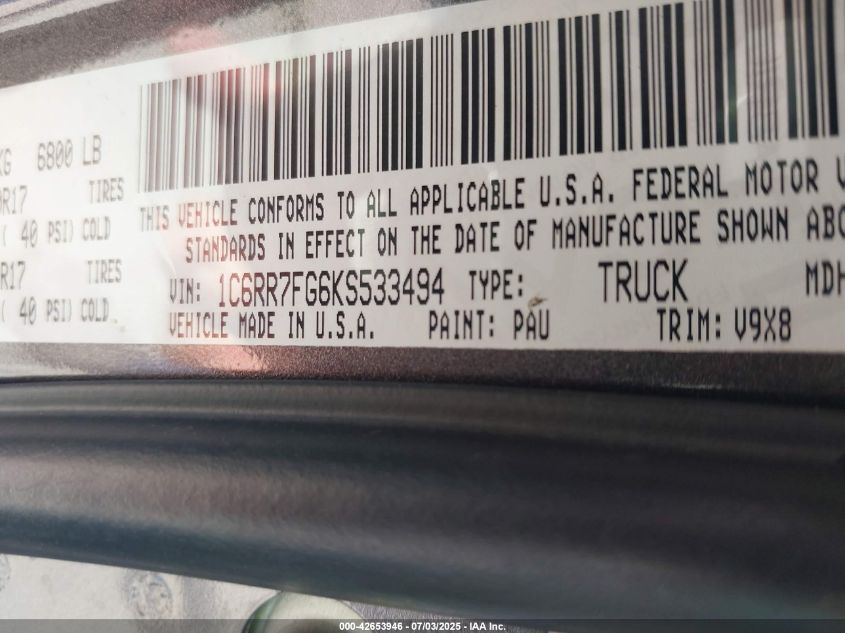 KG 6800 LB
R17 TIRES
( 40 PSI) COLD
R17 TIRES
( 40 PSI) COLD
THIS VEHICLE CONFORMS TO ALL APPLICABLE U.S.A. FEDERAL MOTOR V
STANDARDS IN EFFECT ON THE DATE OF MANUFACTURE SHOWN ABO
VIN: 1C6RR7FG6KS533494 TYPE: TRUCK MDH
VEHICLE MADE IN U.S.A. PAINT: PAU TRIM: V9X8
000-42653946 - 07/03/2025 - IAA Inc.